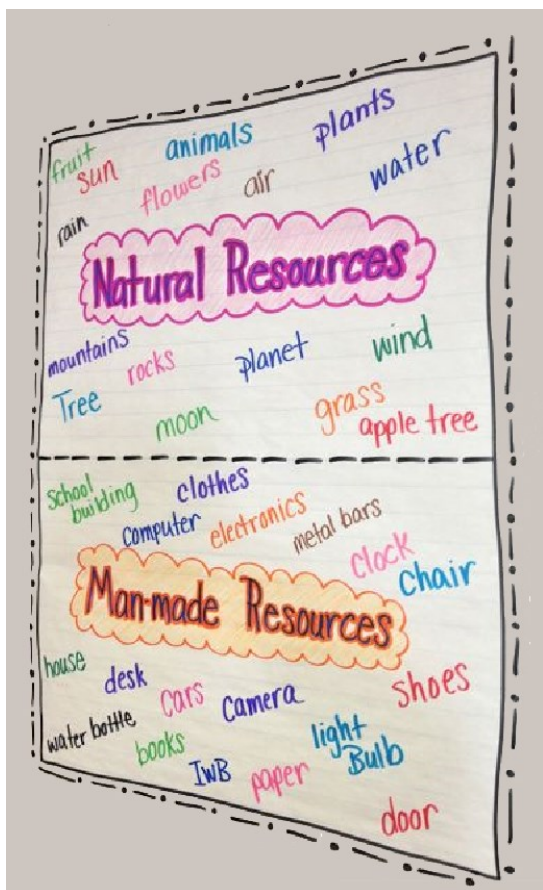 fruit
sun
animals
plants
flowers
air
water
rain
Natural Resources
mountains
rocks
planet
wind
Tree
moon
grass
apple tree
school
building
clothes
computer
electronics
metal bars
clock
chair
Man-made Resources
house
desk
cars
camera
shoes
water bottle
books
IWB
paper
light
Bulb
door